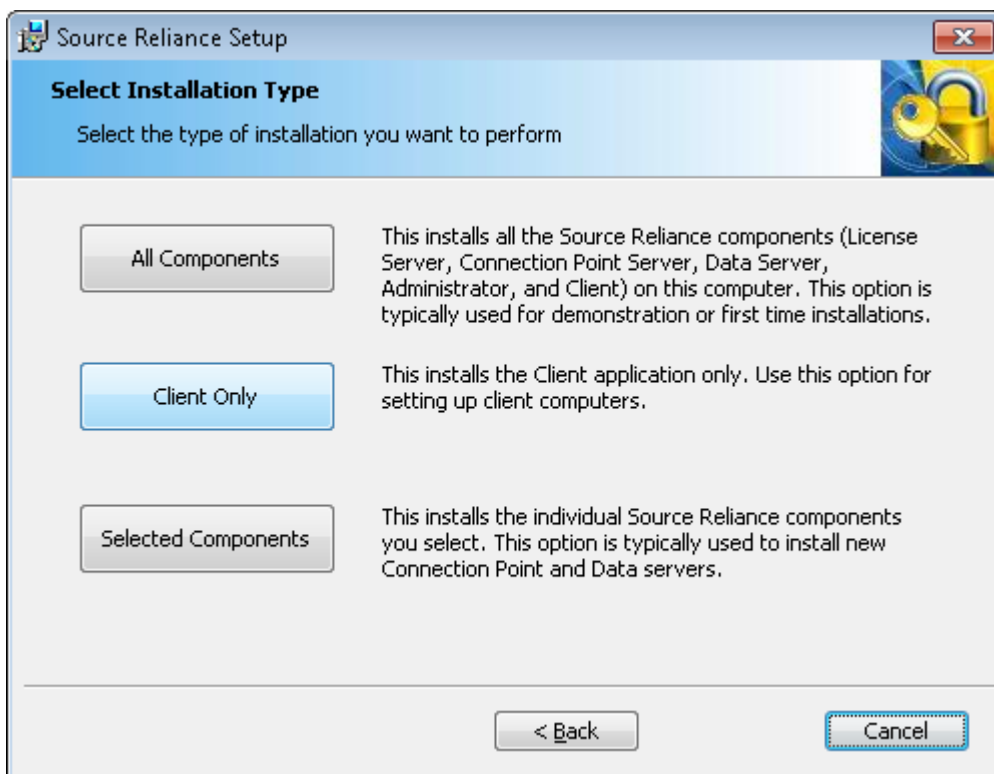 Source Reliance Setup
Select Installation Type
Select the type of installation you want to perform
All Components
This installs all the Source Reliance components (License
Server, Connection Point Server, Data Server,
Administrator, and Client) on this computer. This option is
typically used for demonstration or first time installations.
Client Only
This installs the Client application only. Use this option for
setting up client computers.
Selected Components
This installs the individual Source Reliance components
you select. This option is typically used to install new
Connection Point and Data servers.
< Back
Cancel